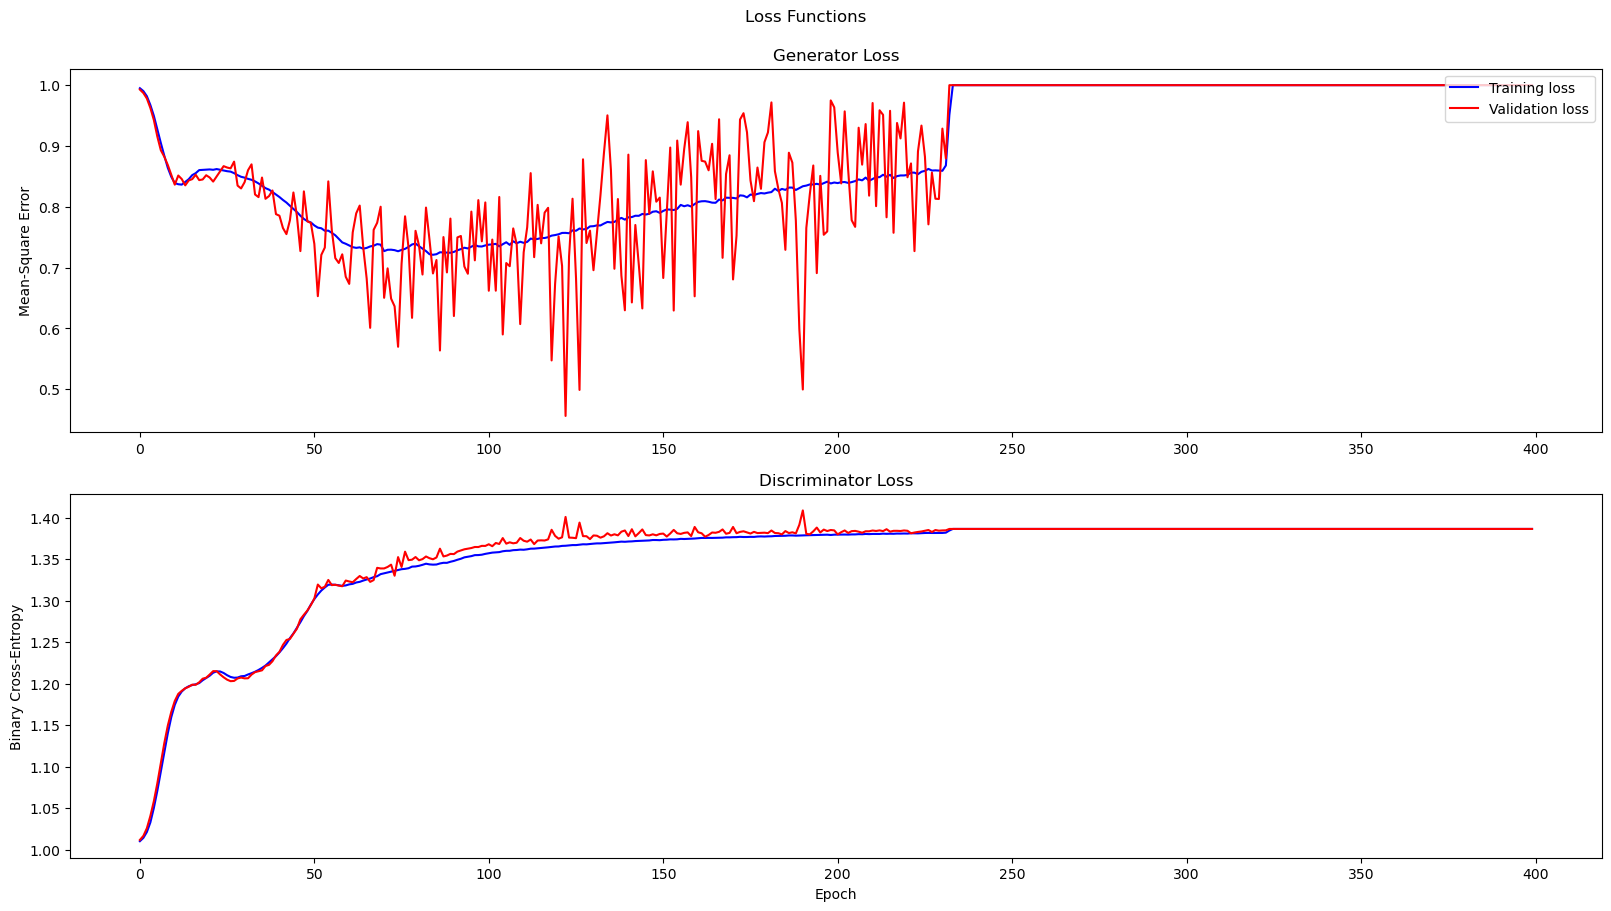 Loss Functions
Generator Loss
Mean-Square Error
1.0
0.9
0.8
0.7
0.6
0.5
Training loss
Validation loss
0 50 100 150 200 250 300 350 400
Discriminator Loss
Binary Cross-Entropy
1.40
1.35
1.30
1.25
1.20
1.15
1.10
1.05
1.00
0 50 100 150 200 250 300 350 400
Epoch